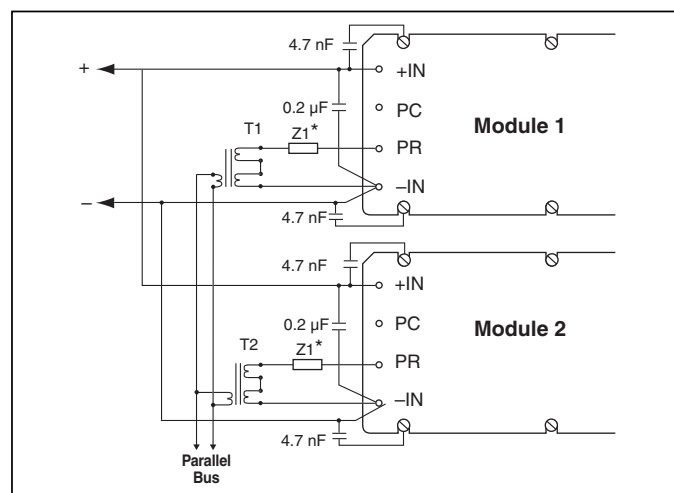 4.7 nF
+
+IN
0.2 µF
PC
T1
Z1*
Module 1
PR
–IN
–
4.7 nF
4.7 nF
+IN
0.2 µF
PC
T2
Z1*
Module 2
PR
–IN
4.7 nF
Parallel
Bus